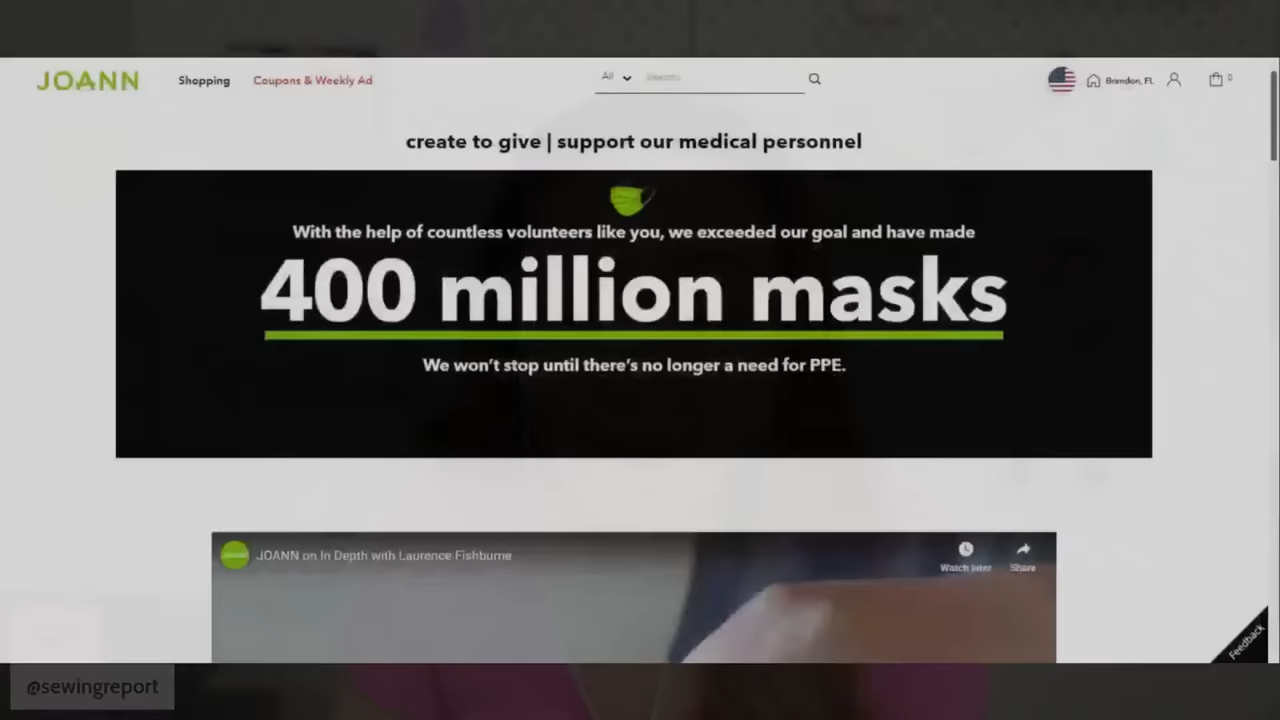 JOANN
Shopping
Coupons & Weekly Ad
All
Search
Brandon, FL
0
create to give | support our medical personnel
With the help of countless volunteers like you, we exceeded our goal and have made
400 million masks
We won't stop until there's no longer a need for PPE.
JOANN on In Depth with Laurence Fishburne
Watch later
Share
Feedback
@sewingreport